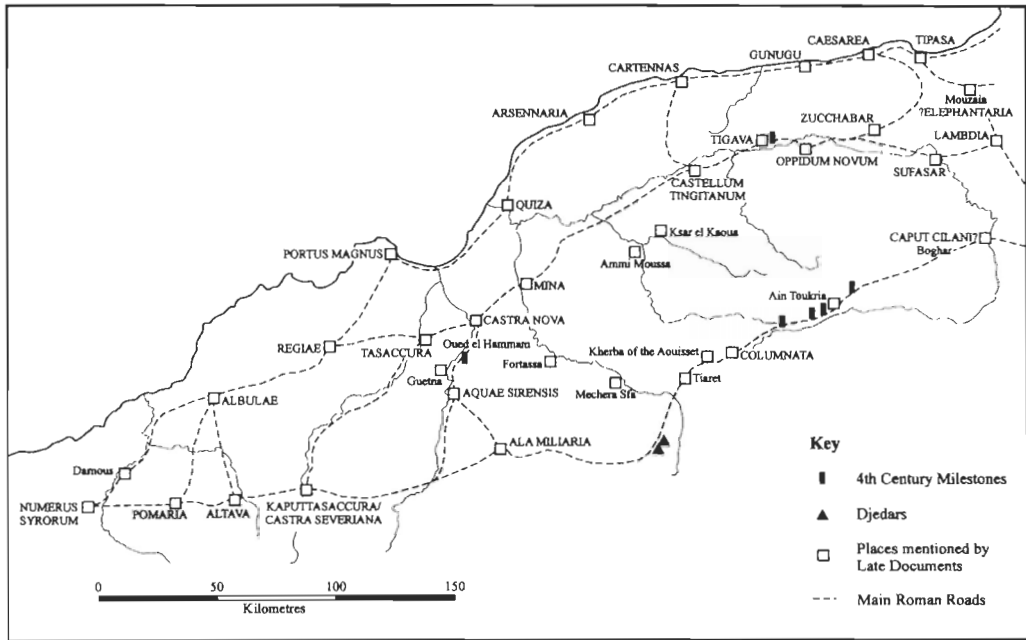 CAESAREA
TIPASA
GUNUGU
CARTENNAS
Mouzaia
?ELEPHANTARIA
ARSENNARIA
ZUCCHABAR
TIGAVA
LAMBDIA
OPPIDUM NOVUM
SUFASAR
CASTELLUM
TINGITANUM
QUIZA
Ksar el Kaoua
CAPUT CILANI?
Boghar
PORTUS MAGNUS
Ammi Moussa
MINA
Ain Toukria
CASTRA NOVA
REGIAE
TASACCURA
Oued el Hammam
Kherba of the Aouisset
COLUMNATA
Fortassa
Guetna
Tiaret
Mechera Sfa
AQUAE SIRENSIS
ALBULAE
ALA MILIARIA
Damous
NUMERUS
SYRORUM
POMARIA
ALTAVA
KAPUTTASACCURA/
CASTRA SEVERIANA
Key
4th Century Milestones
Djedars
Places mentioned by
Late Documents
Main Roman Roads
0 50 100 150
Kilometres